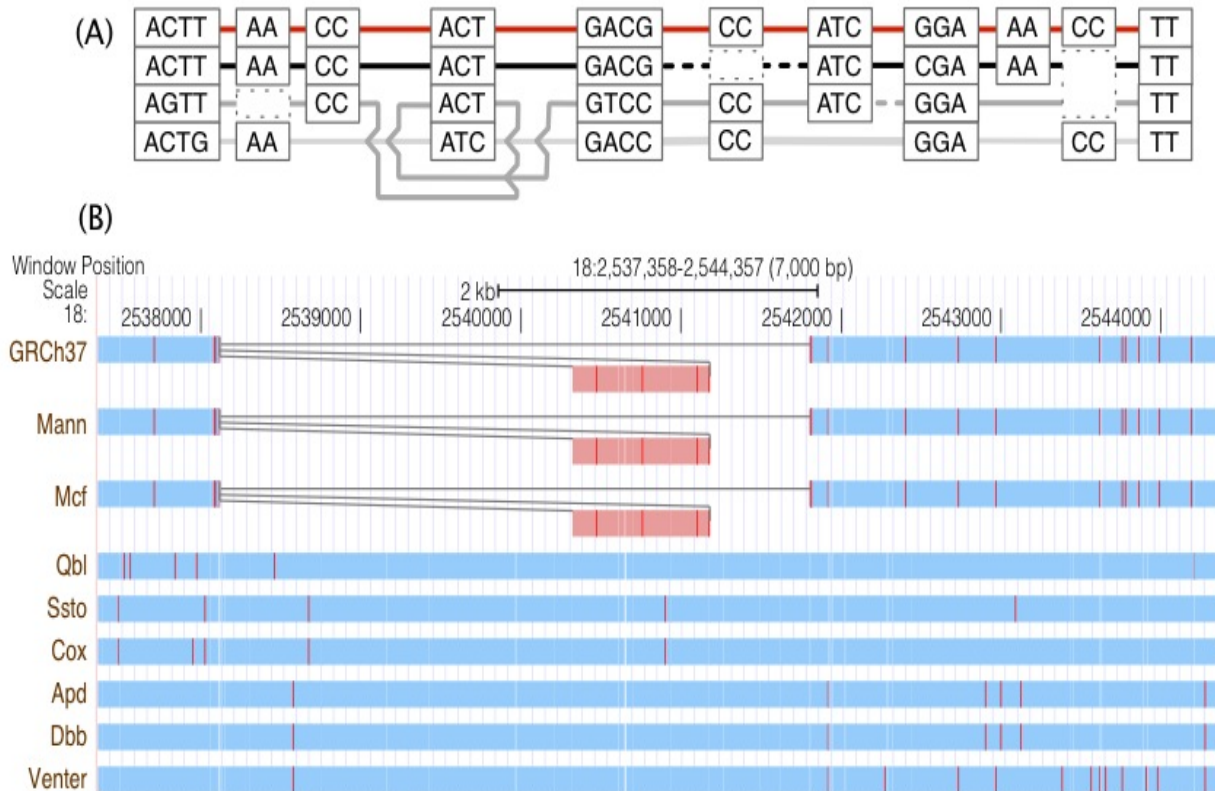 (A)
ACTT AA CC ACT GACG CC ATC GGA AA CC TT
ACTT AA CC ACT GACG ATC CGA AA TT
AGTT CC ACT GTCC CC ATC GGA TT
ACTG AA ATC GACC CC GGA CC TT
(B)
Window Position 18:2,537,358-2,544,357 (7,000 bp)
Scale 2 kb
18: 2538000 2539000 2540000 2541000 2542000 2543000 2544000
GRCh37
Mann
Mcf
Qbl
Ssto
Cox
Apd
Dbb
Venter